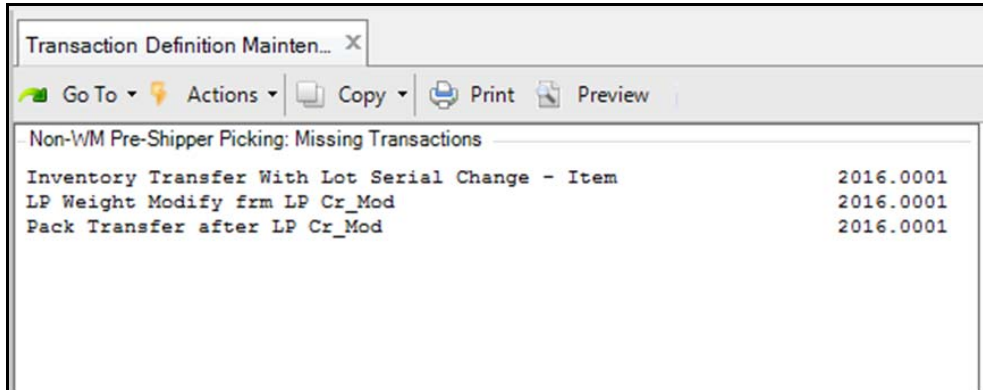 Transaction Definition Mainten...
Go To Actions Copy Print Preview
Non-WM Pre-Shipper Picking: Missing Transactions
Inventory Transfer With Lot Serial Change - Item 2016.0001
LP Weight Modify frm LP Cr_Mod 2016.0001
Pack Transfer after LP Cr_Mod 2016.0001